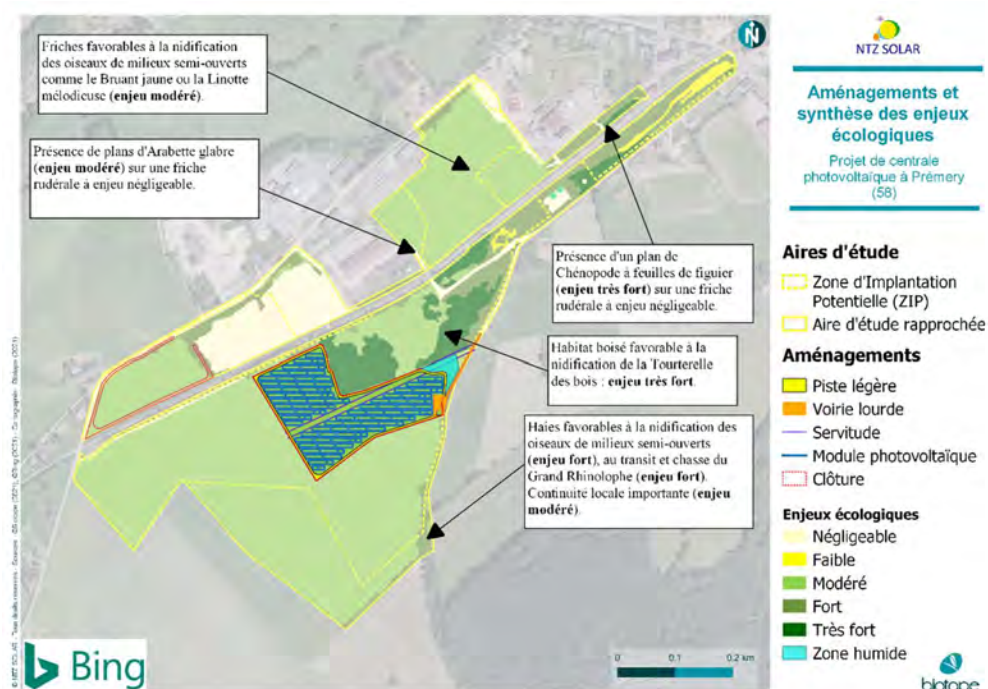 Friches favorables à la nidification
des oiseaux de milieux semi-ouverts
comme le Bruant jaune ou la Linotte
mélodieuse (enjeu modéré).
Présence de plans d'Arabette glabre
(enjeu modéré) sur une friche
rudérale à enjeu négligeable.
Présence d'un plan de
Chénopode à feuilles de figuier
(enjeu très fort) sur une friche
rudérale à enjeu négligeable.
Habitat boisé favorable à la
nidification de la Tourterelle
des bois : enjeu très fort.
Haies favorables à la nidification des
oiseaux de milieux semi-ouverts
(enjeu fort), au transit et chasse du
Grand Rhinolophe (enjeu fort).
Continuité locale importante (enjeu
modéré).
N
Bing
0 0.1 0.2 km
NTZ SOLAR
Aménagements et
synthèse des enjeux
écologiques
Projet de centrale
photovoltaïque à Prémery
(58)
Aires d'étude
Zone d'Implantation
Potentielle (ZIP)
Aire d'étude rapprochée
Aménagements
Piste légère
Voirie lourde
Servitude
Module photovoltaïque
Clôture
Enjeux écologiques
Négligeable
Faible
Modéré
Fort
Très fort
Zone humide
biotope